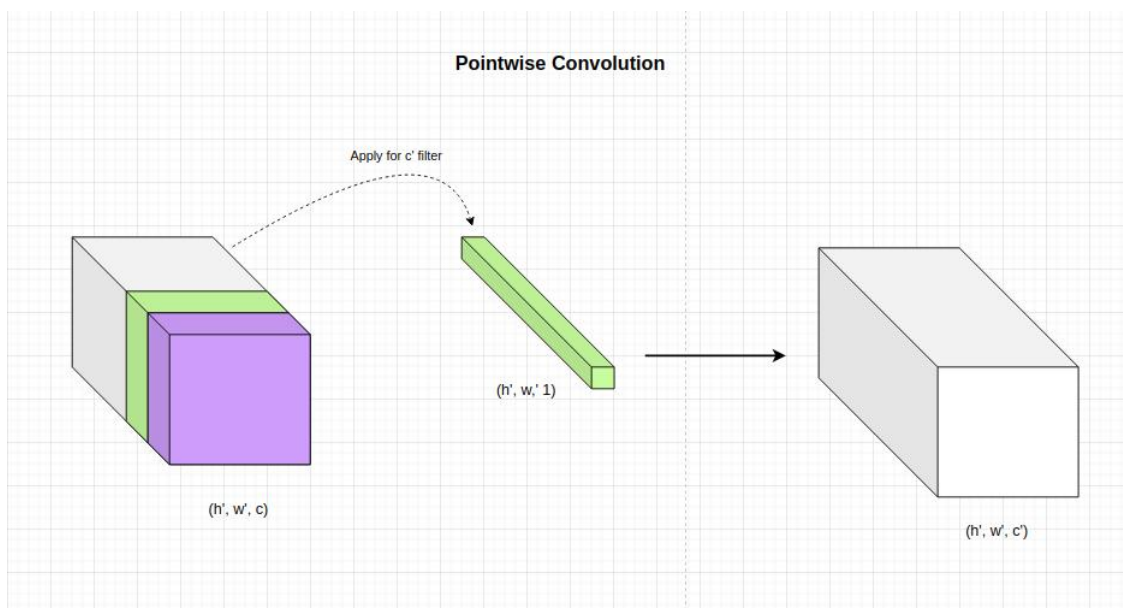 Pointwise Convolution
Apply for c' filter
(h', w,' 1)
(h', w', c)
(h', w', c')